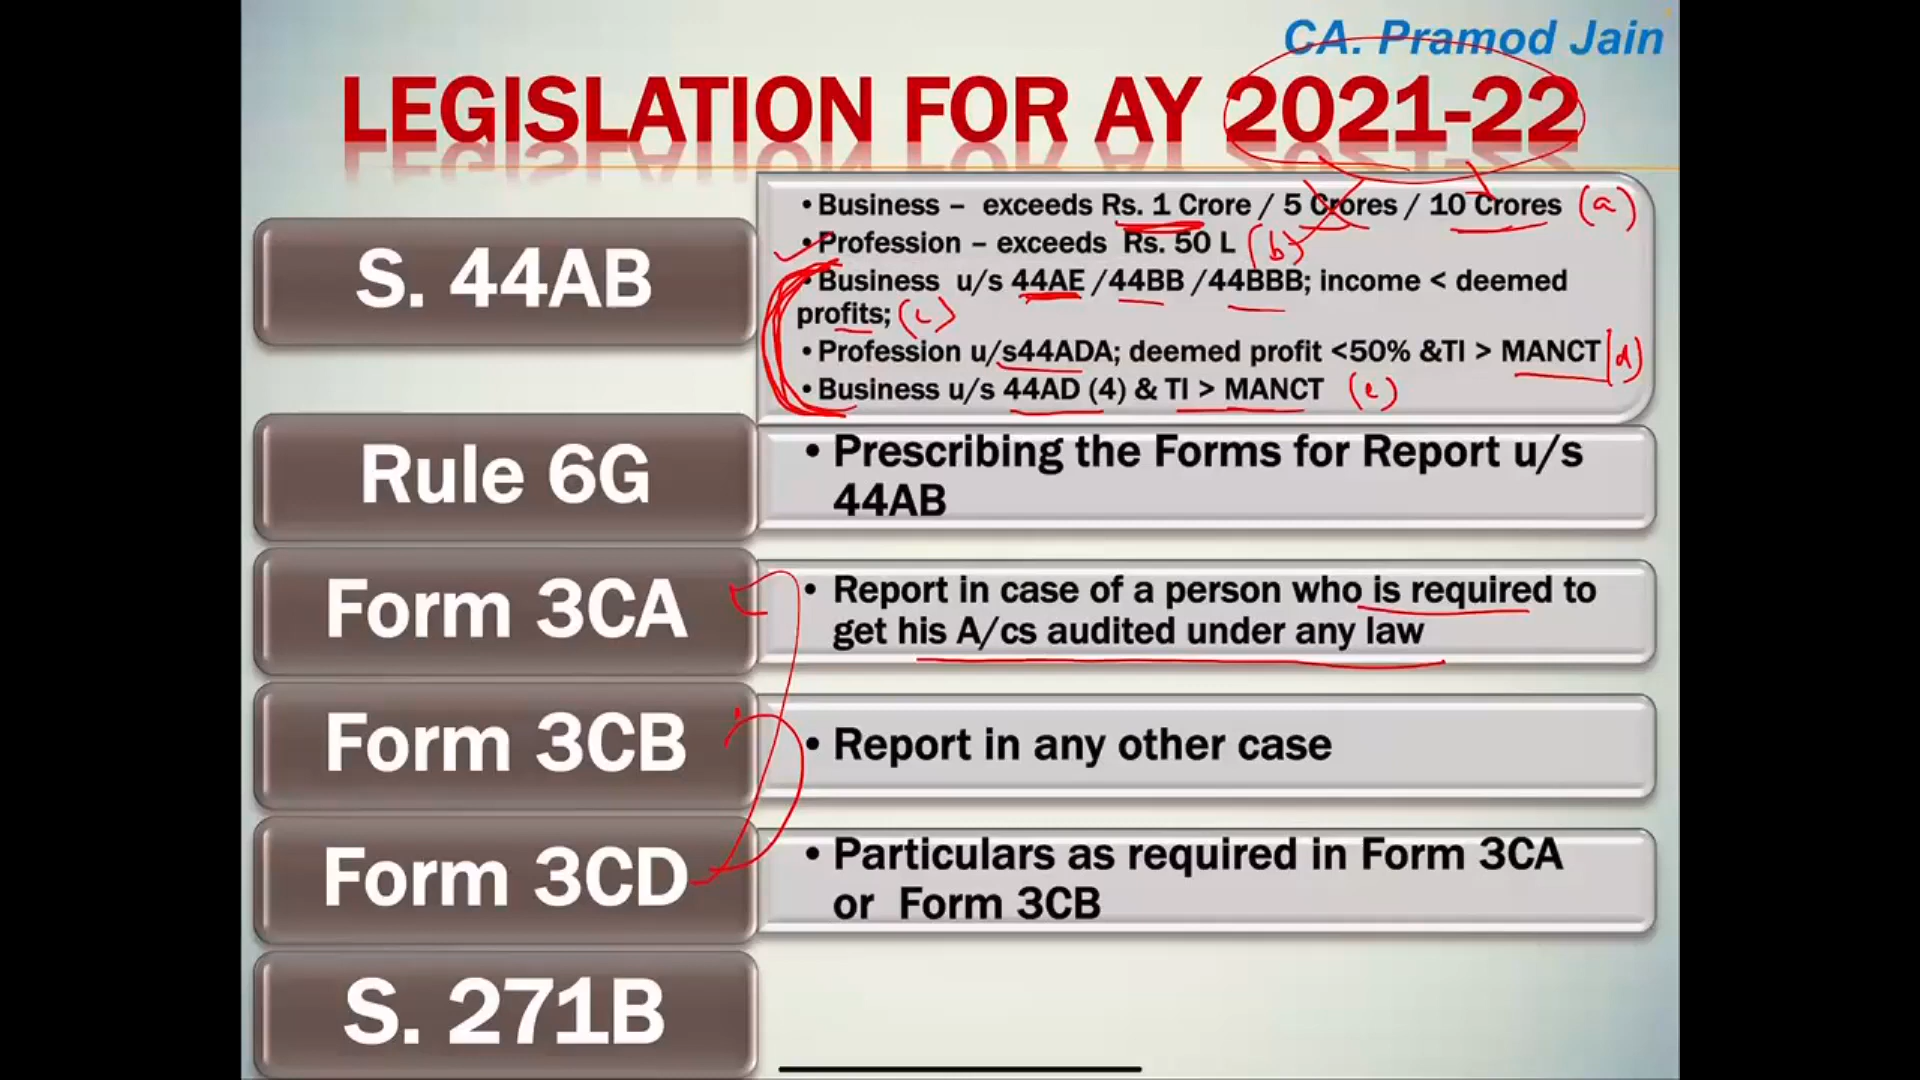 CA. Pramod Jain
LEGISLATION FOR AY 2021-22
S. 44AB
• Business – exceeds Rs. 1 Crore / 5 Crores / 10 Crores (a)
• Profession – exceeds Rs. 50 L (b)
• Business u/s 44AE /44BB /44BBB; income < deemed
profits; (c)
• Profession u/s44ADA; deemed profit <50% &TI > MANCT (d)
• Business u/s 44AD (4) & TI > MANCT (e)
Rule 6G
• Prescribing the Forms for Report u/s
44AB
Form 3CA
• Report in case of a person who is required to
get his A/cs audited under any law
Form 3CB
• Report in any other case
Form 3CD
• Particulars as required in Form 3CA
or Form 3CB
S. 271B